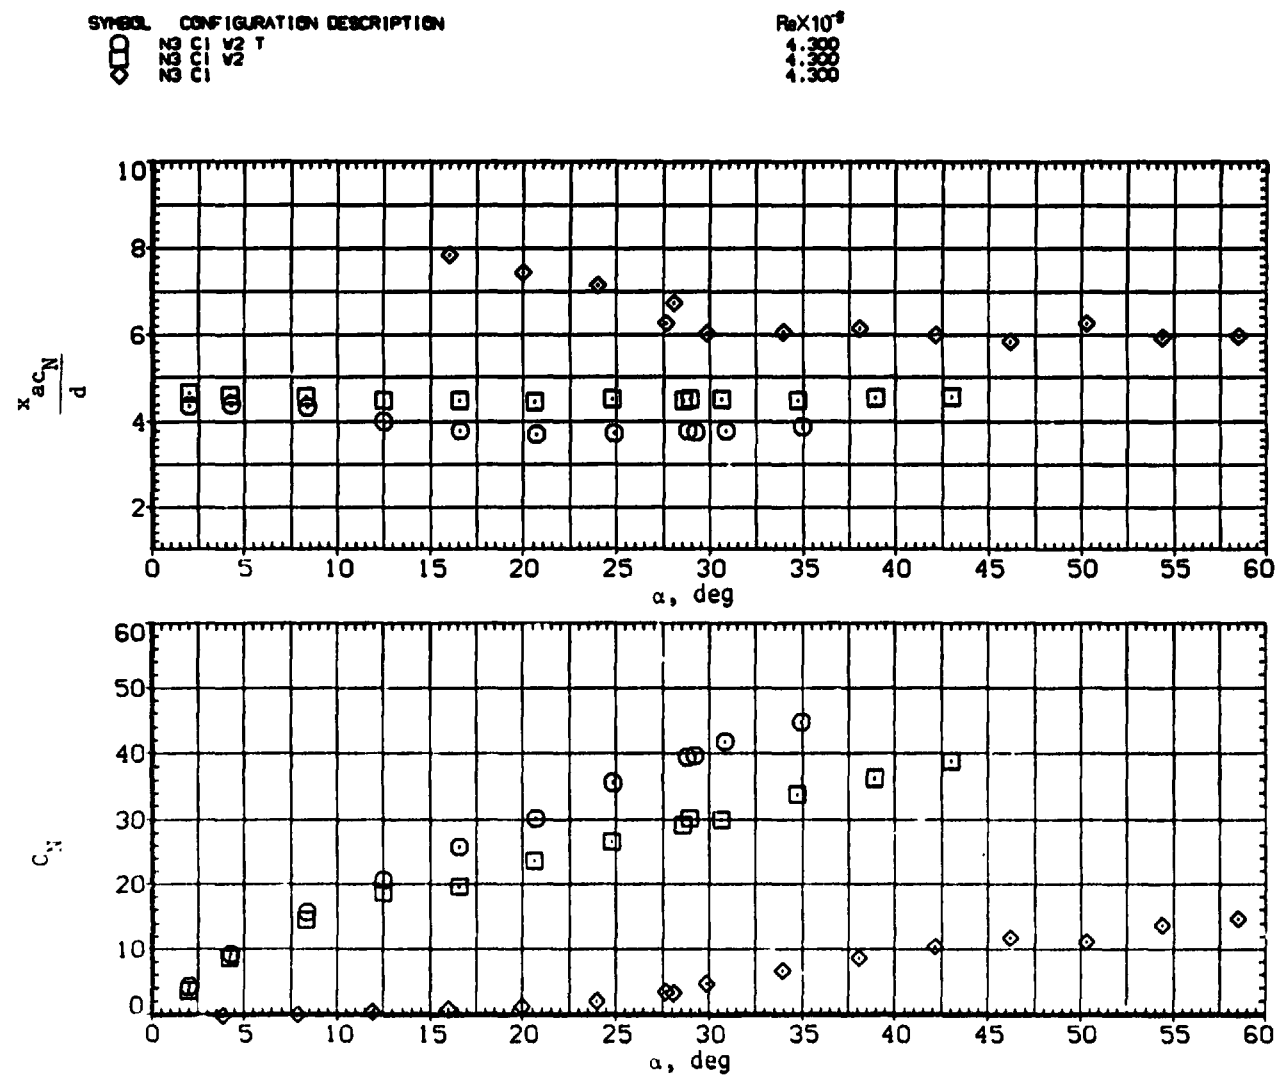 SYMBOL CONFIGURATION DESCRIPTION ReX10⁻⁶
N3 C1 W2 T 4.300
N3 C1 W2 4.300
N3 C1 4.300
10
8
6
4
2
x ac N / d
0 5 10 15 20 25 30 35 40 45 50 55 60
α, deg
60
50
40
30
20
10
0
C N
0 5 10 15 20 25 30 35 40 45 50 55 60
α, deg